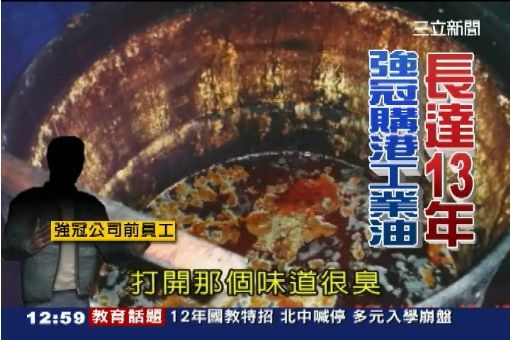 三立新聞
長達13年
強冠購港工業油
強冠公司前員工
打開那個味道很臭
12:59 教育話題 12年國教特招 北中喊停 多元入學崩盤